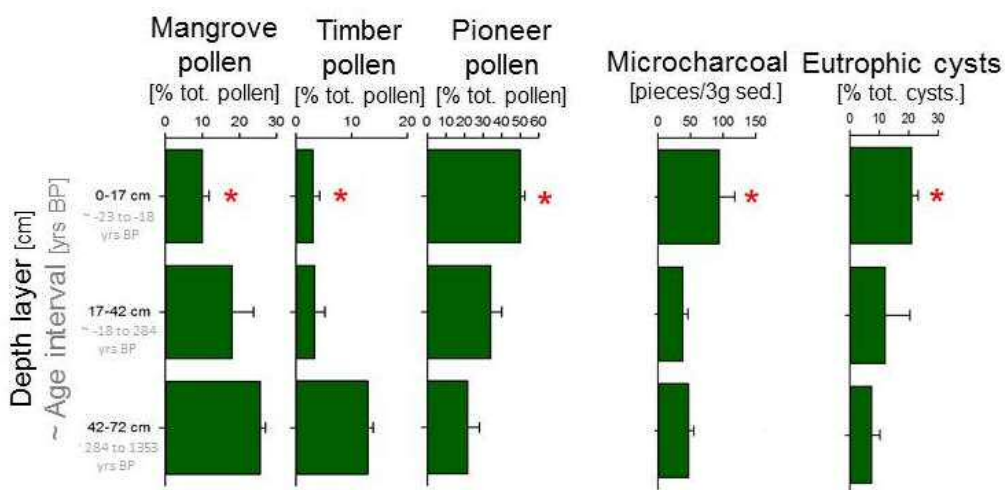 Mangrove pollen
[% tot. pollen]
0 10 20 30
Timber pollen
[% tot. pollen]
0 10 20
Pioneer pollen
[% tot. pollen]
0 10 20 30 40 50 60
Microcharcoal
[pieces/3g sed.]
0 50 100 150
Eutrophic cysts
[% tot. cysts.]
0 10 20 30
Depth layer [cm]
~ Age interval [yrs BP]
0-17 cm
~ -23 to -18
yrs BP
*
*
*
*
*
17-42 cm
~ -18 to 284
yrs BP
42-72 cm
~ 284 to 1353
yrs BP